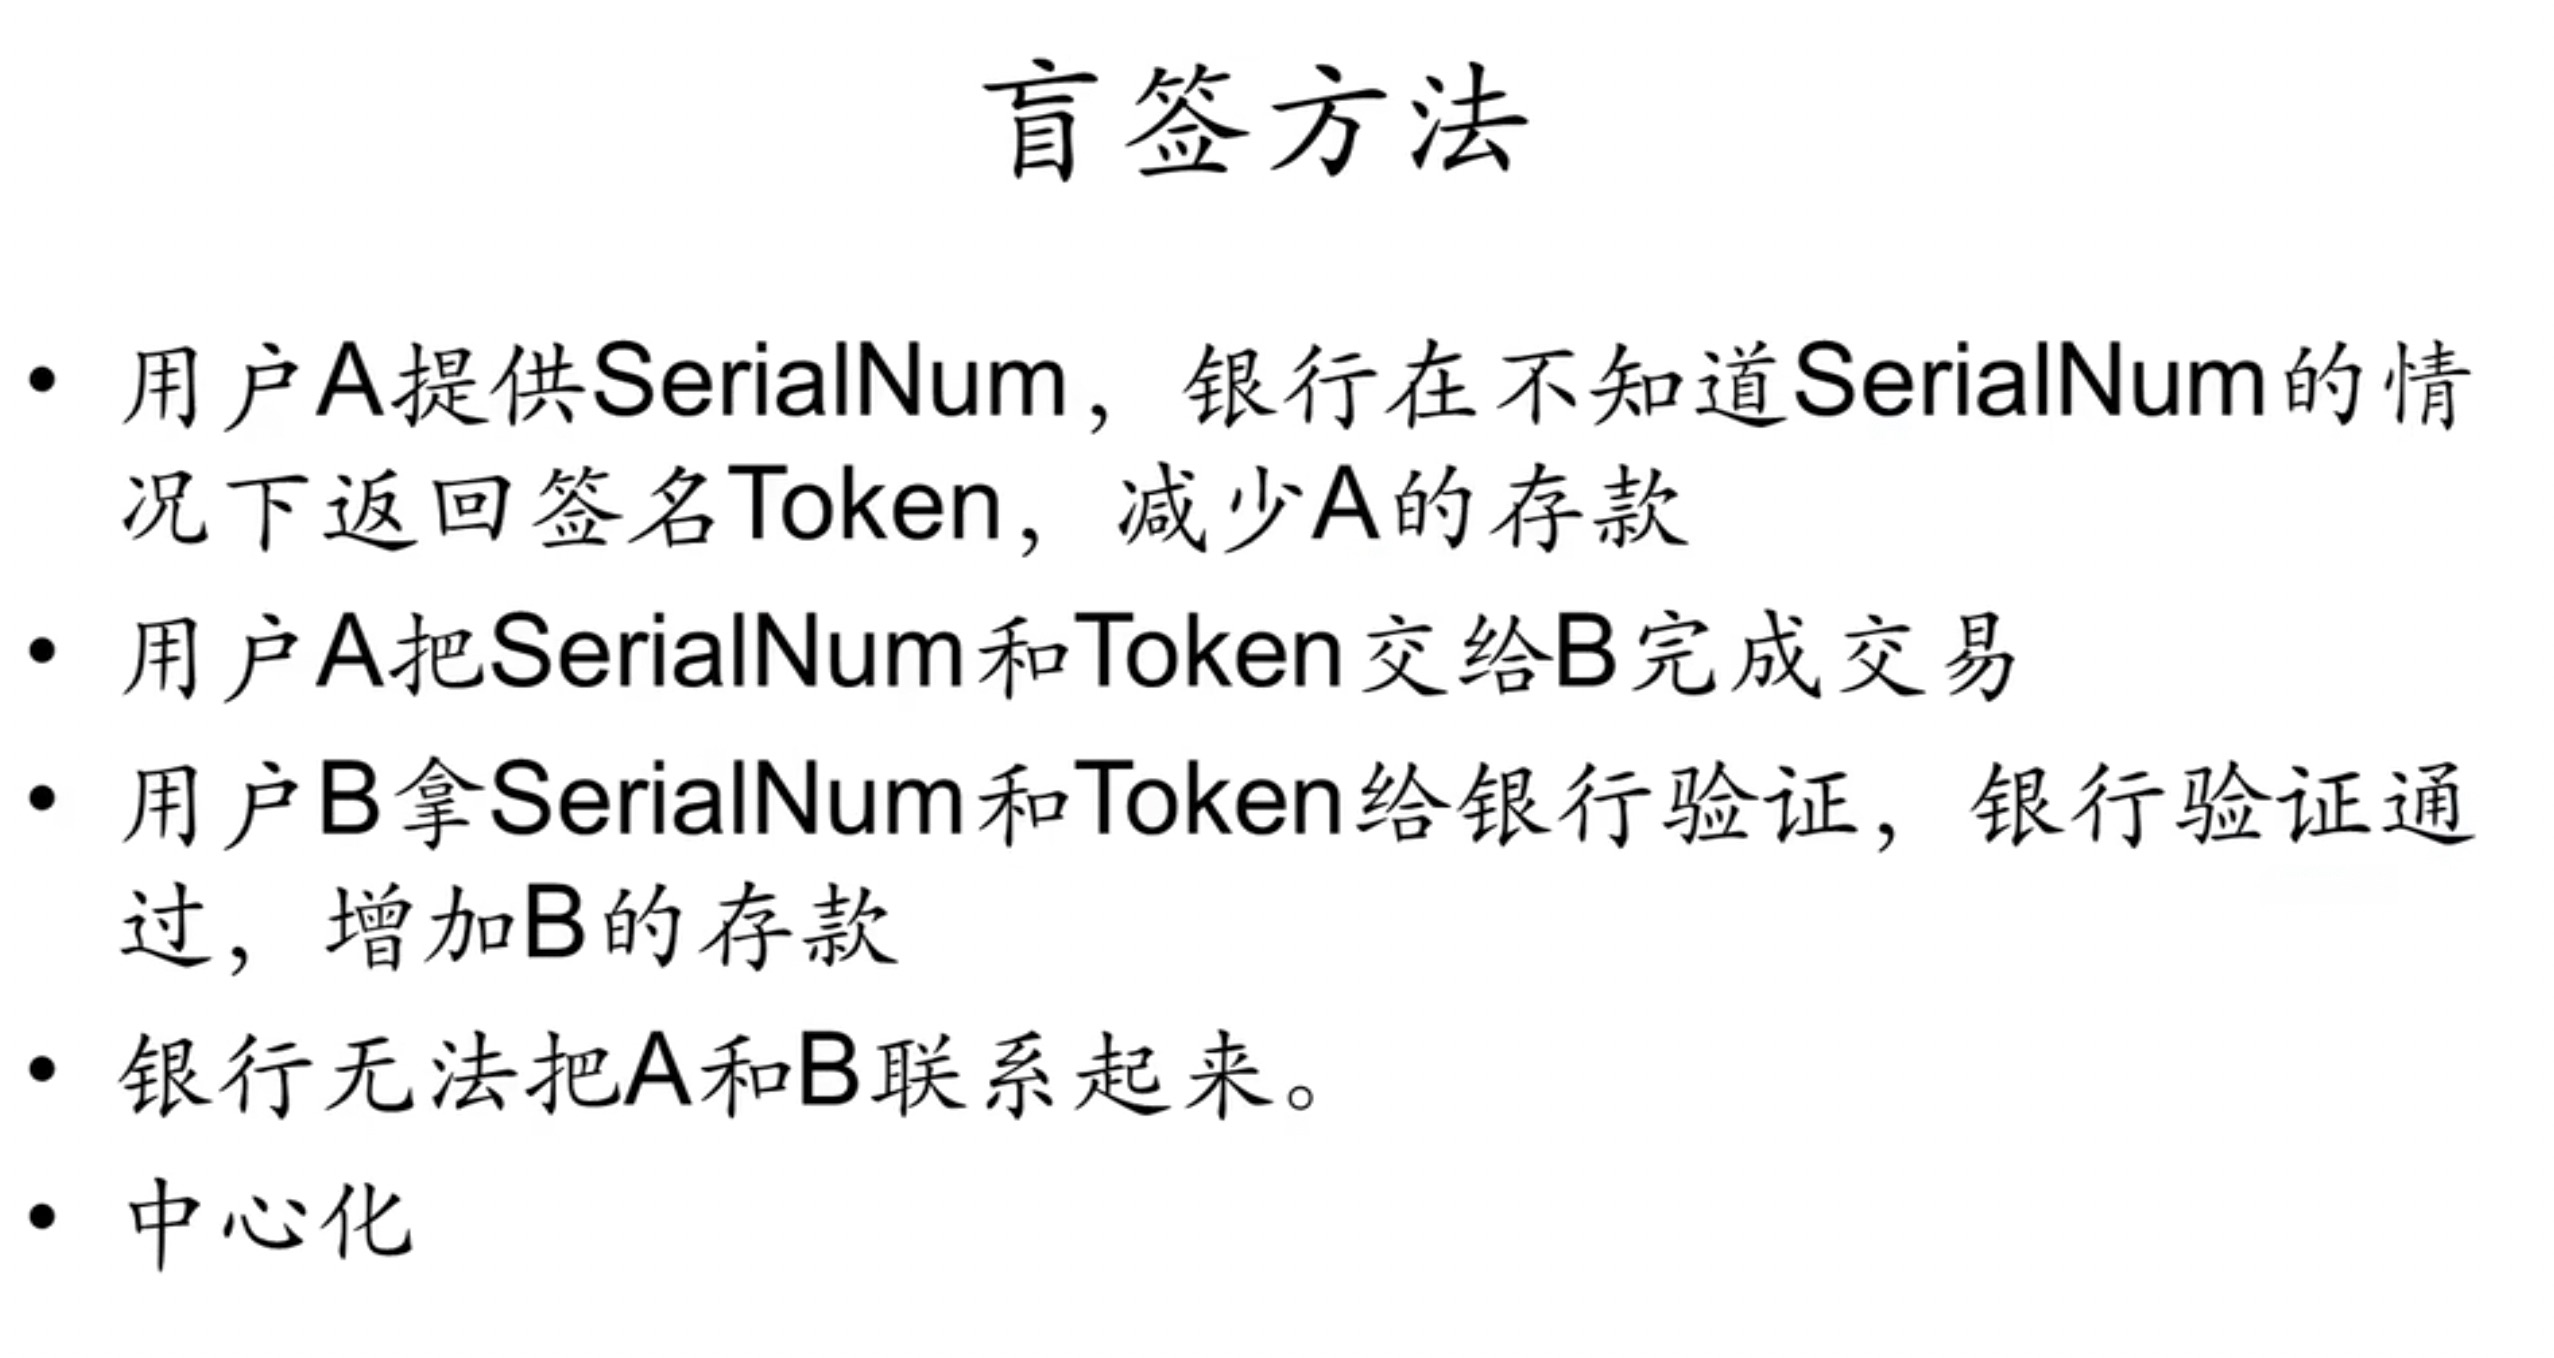 盲签方法
• 用户A提供SerialNum，银行在不知道SerialNum的情
况下返回签名Token，减少A的存款
• 用户A把SerialNum和Token交给B完成交易
• 用户B拿SerialNum和Token给银行验证，银行验证通
过，增加B的存款
• 银行无法把A和B联系起来。
• 中心化